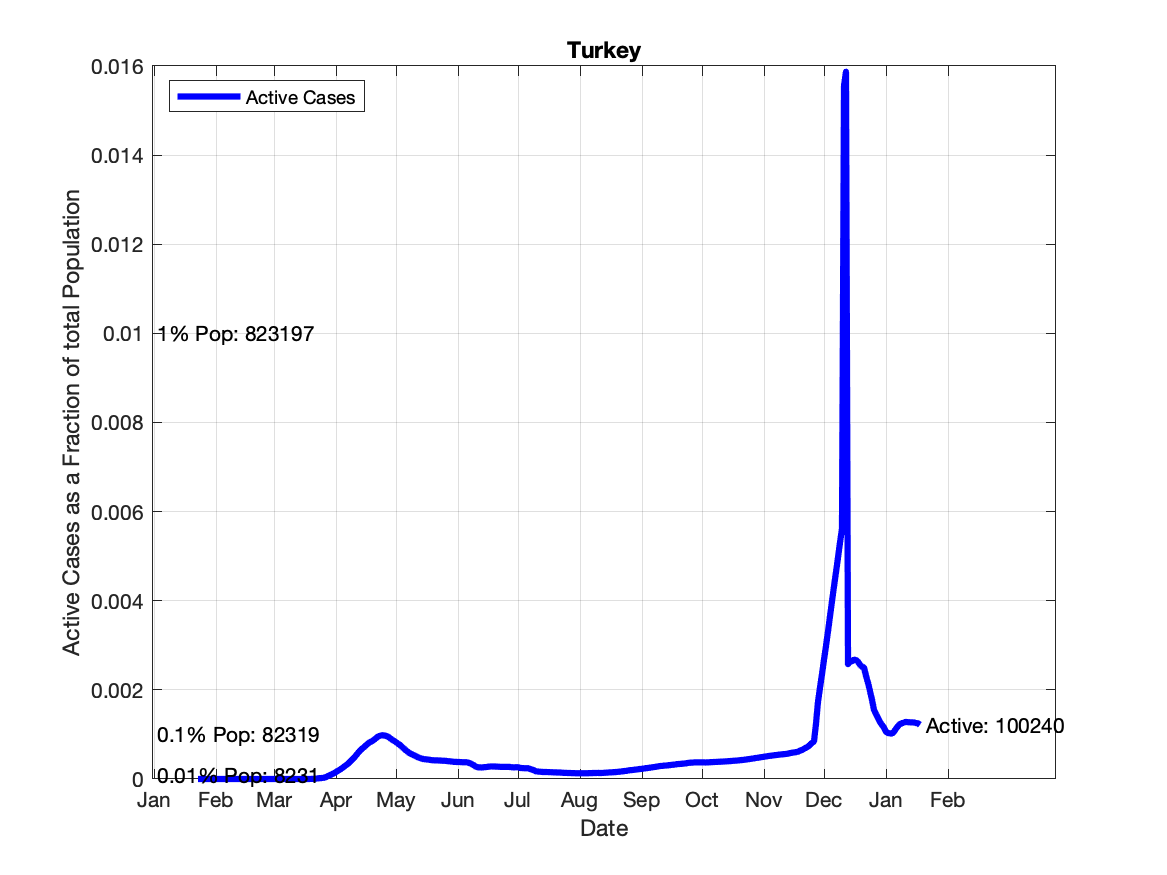 Turkey
Active Cases
Active Cases as a Fraction of total Population
0.016
0.014
0.012
0.01
0.008
0.006
0.004
0.002
0
1% Pop: 823197
0.1% Pop: 82319
0.01% Pop: 8231
Active: 100240
Jan Feb Mar Apr May Jun Jul Aug Sep Oct Nov Dec Jan Feb
Date